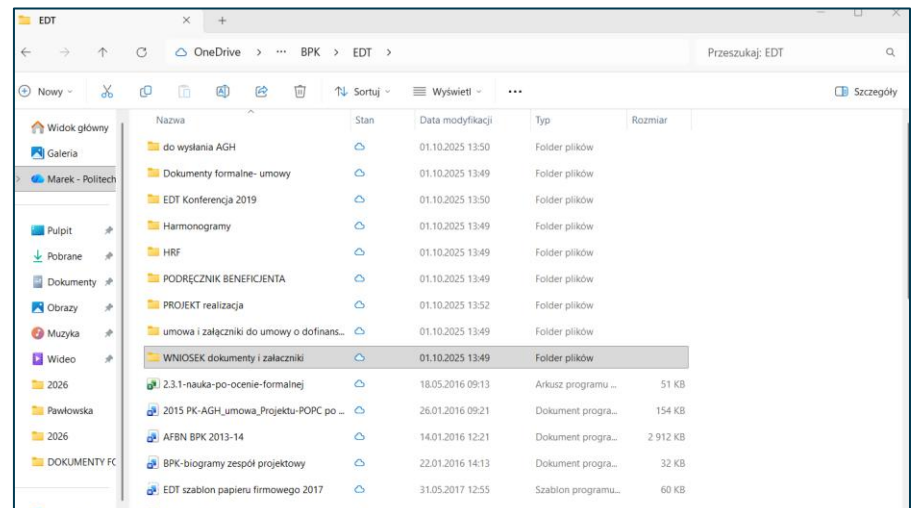 EDT
OneDrive > ... BPK > EDT >
Przeszukaj: EDT
Nowy
Sortuj
Wyświetl
...
Szczegóły
Widok główny
Galeria
Marek - Politech
Pulpit
Pobrane
Dokumenty
Obrazy
Muzyka
Wideo
2026
Pawłowska
2026
DOKUMENTY FC
Nazwa Stan Data modyfikacji Typ Rozmiar
do wysłania AGH 01.10.2025 13:50 Folder plików
Dokumenty formalne- umowy 01.10.2025 13:49 Folder plików
EDT Konferencja 2019 01.10.2025 13:50 Folder plików
Harmonogramy 01.10.2025 13:49 Folder plików
HRF 01.10.2025 13:49 Folder plików
PODRĘCZNIK BENEFICJENTA 01.10.2025 13:49 Folder plików
PROJEKT realizacja 01.10.2025 13:52 Folder plików
umowa i załączniki do umowy o dofinans... 01.10.2025 13:49 Folder plików
WNIOSEK dokumenty i załaczniki 01.10.2025 13:49 Folder plików
2.3.1-nauka-po-ocenie-formalnej 18.05.2016 09:13 Arkusz programu ... 51 KB
2015 PK-AGH_umowa_Projektu-POPC po ... 26.01.2016 09:21 Dokument progra... 154 KB
AFBN BPK 2013-14 14.01.2016 12:21 Dokument progra... 2 912 KB
BPK-biogramy zespół projektowy 22.01.2016 14:13 Dokument progra... 32 KB
EDT szablon papieru firmowego 2017 31.05.2017 12:55 Szablon programu... 60 KB